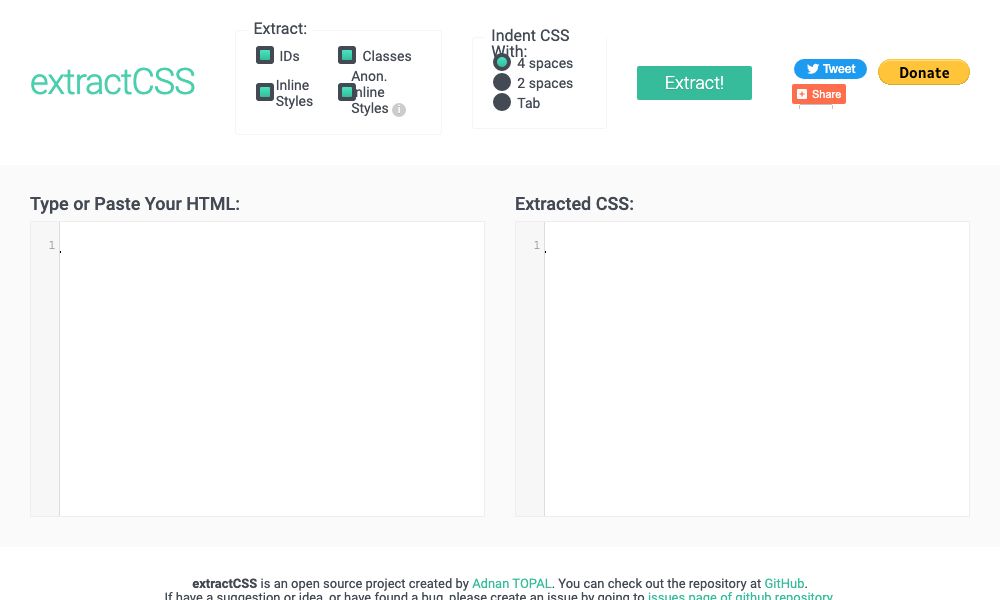 extractCSS
Extract:
IDs
Classes
Inline
Styles
Anon.
Inline
Styles i
Indent CSS
With:
4 spaces
2 spaces
Tab
Extract!
Tweet
Share
Donate
Type or Paste Your HTML:
1
Extracted CSS:
1
extractCSS is an open source project created by Adnan TOPAL. You can check out the repository at GitHub.
If have a suggestion or idea, or have found a bug, please create an issue by going to issues page of github repository